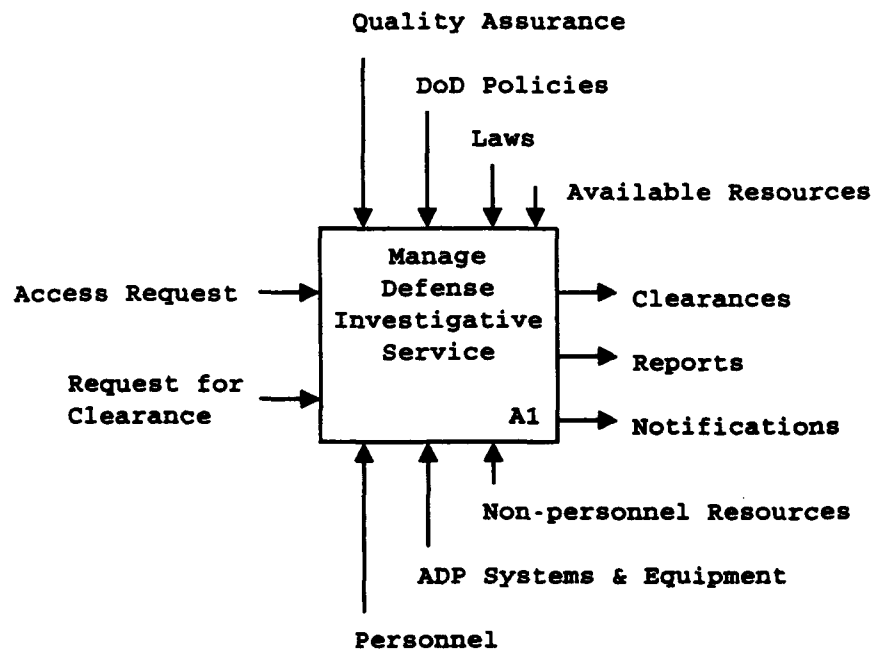 Quality Assurance
DoD Policies
Laws
Available Resources
Manage
Defense
Investigative
Service
A1
Access Request
Request for
Clearance
Clearances
Reports
Notifications
Non-personnel Resources
ADP Systems & Equipment
Personnel